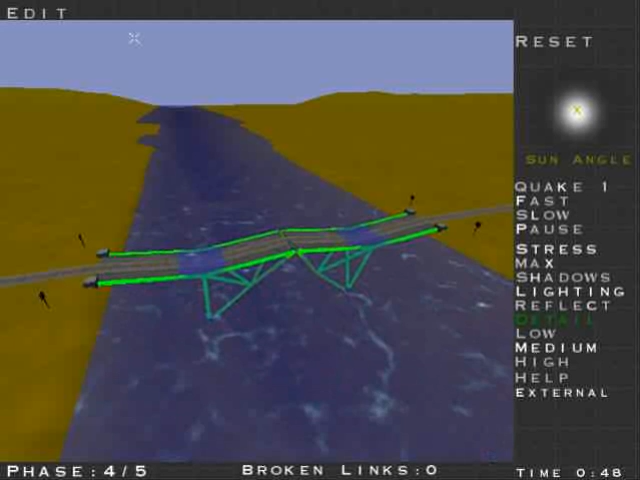 EDIT
RESET
X
SUN ANGLE
QUAKE 1
FAST
SLOW
PAUSE
STRESS
MAX
SHADOWS
LIGHTING
REFLECT
DETAIL
LOW
MEDIUM
HIGH
HELP
EXTERNAL
PHASE:4/5 BROKEN LINKS:0 TIME 0:48